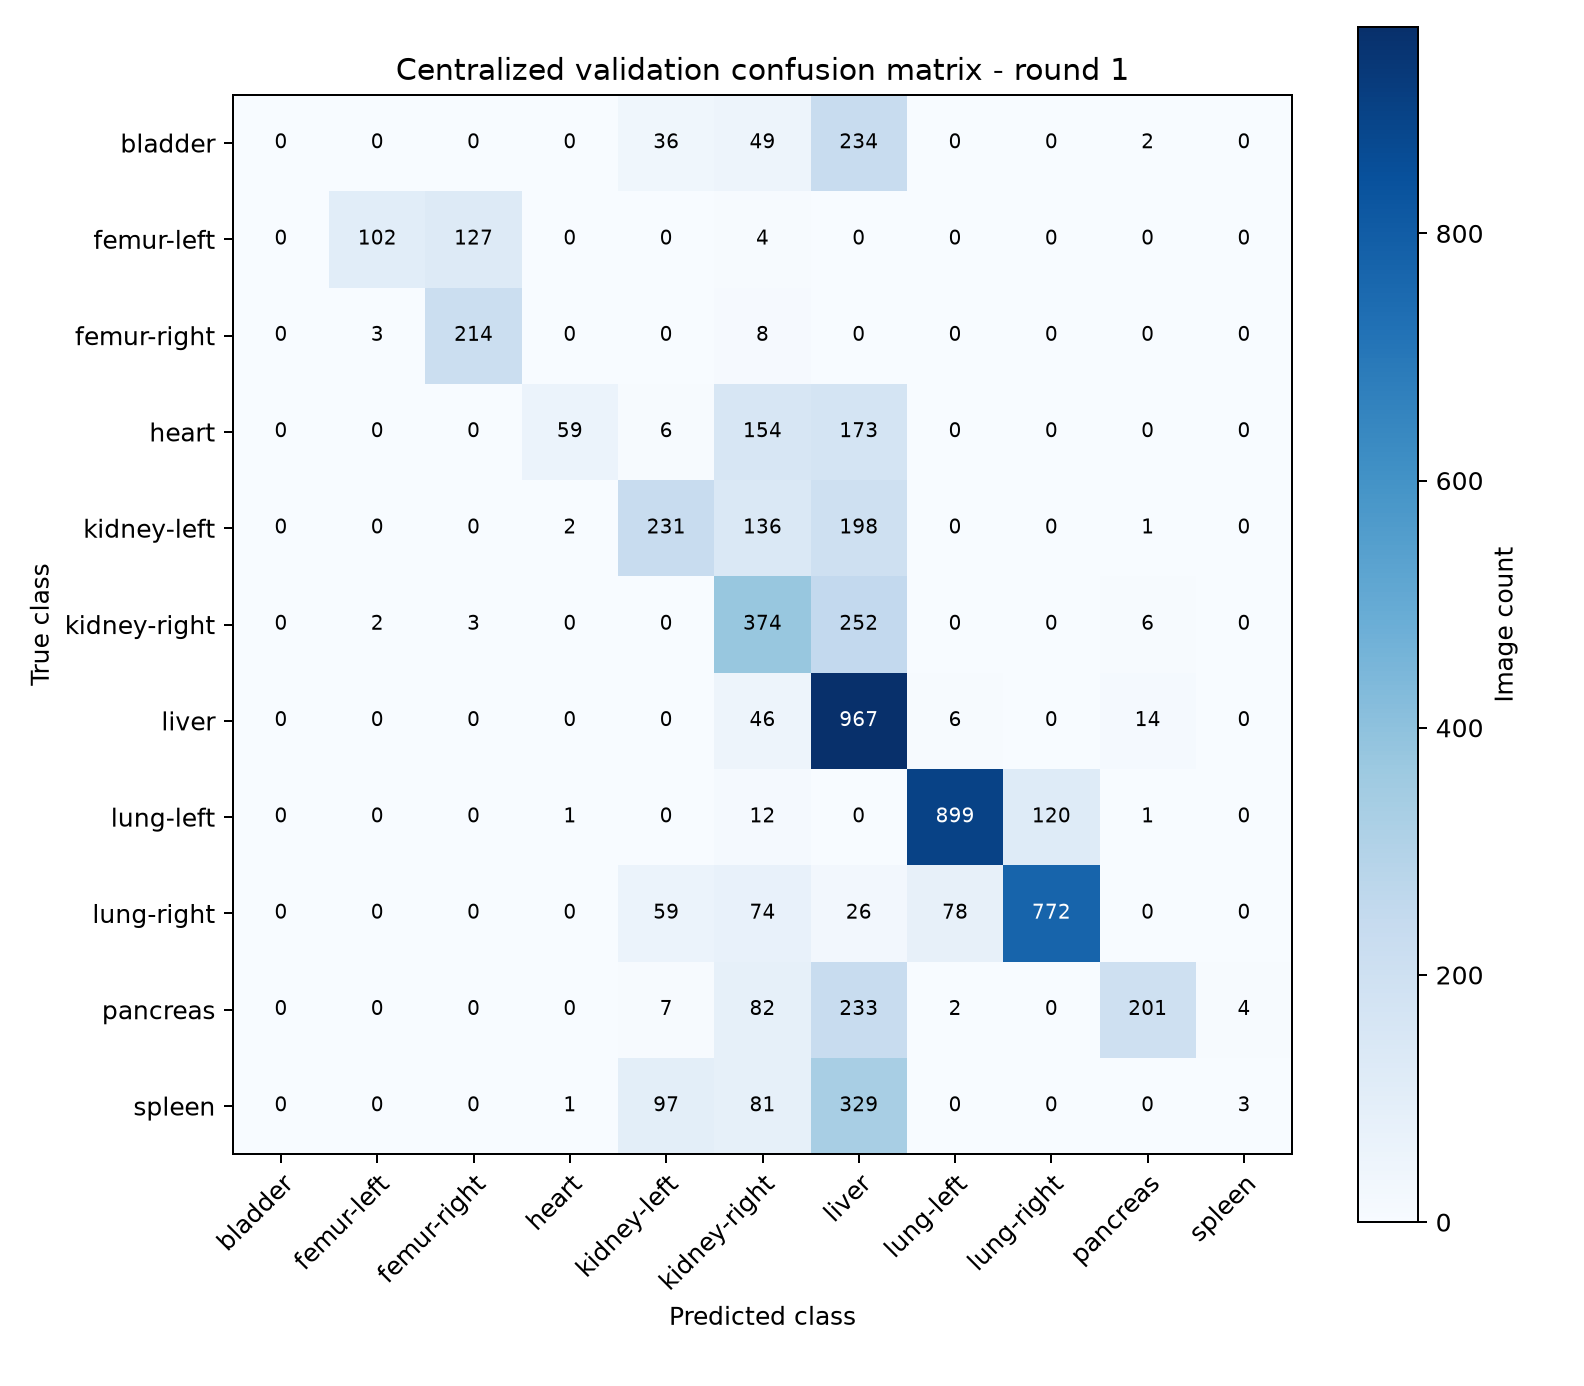 Centralized validation confusion matrix - round 1
bladder 0 0 0 0 36 49 234 0 0 2 0
femur-left 0 102 127 0 0 4 0 0 0 0 0
femur-right 0 3 214 0 0 8 0 0 0 0 0
heart 0 0 0 59 6 154 173 0 0 0 0
kidney-left 0 0 0 2 231 136 198 0 0 1 0
kidney-right 0 2 3 0 0 374 252 0 0 6 0
liver 0 0 0 0 0 46 967 6 0 14 0
lung-left 0 0 0 1 0 12 0 899 120 1 0
lung-right 0 0 0 0 59 74 26 78 772 0 0
pancreas 0 0 0 0 7 82 233 2 0 201 4
spleen 0 0 0 1 97 81 329 0 0 0 3
bladder femur-left femur-right heart kidney-left kidney-right liver lung-left lung-right pancreas spleen
Predicted class
True class
800
600
400
200
0
Image count